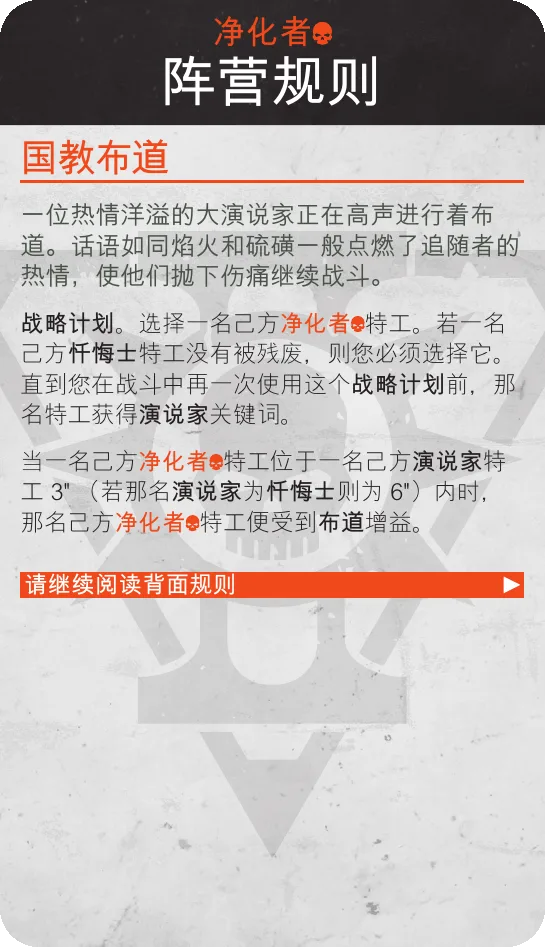 净化者
阵营规则
国教布道
一位热情洋溢的大演说家正在高声进行着布
道。话语如同焰火和硫磺一般点燃了追随者的
热情，使他们抛下伤痛继续战斗。
战略计划。选择一名己方净化者特工。若一名
己方忏悔士特工没有被残废，则您必须选择它。
直到您在战斗中再一次使用这个战略计划前，那
名特工获得演说家关键词。
当一名己方净化者特工位于一名己方演说家特
工 3"（若那名演说家为忏悔士则为 6"）内时，
那名己方净化者特工便受到布道增益。
请继续阅读背面规则